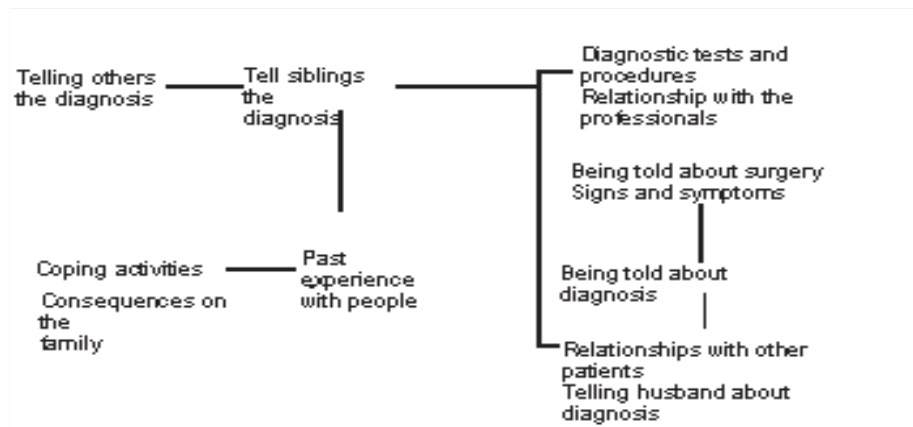 Telling others
the diagnosis
Tell siblings
the
diagnosis
Diagnostic tests and
procedures
Relationship with the
professionals
Being told about surgery
Signs and symptoms
Coping activities
Consequences on
the
family
Past
experience
with people
Being told about
diagnosis
Relationships with other
patients
Telling husband about
diagnosis